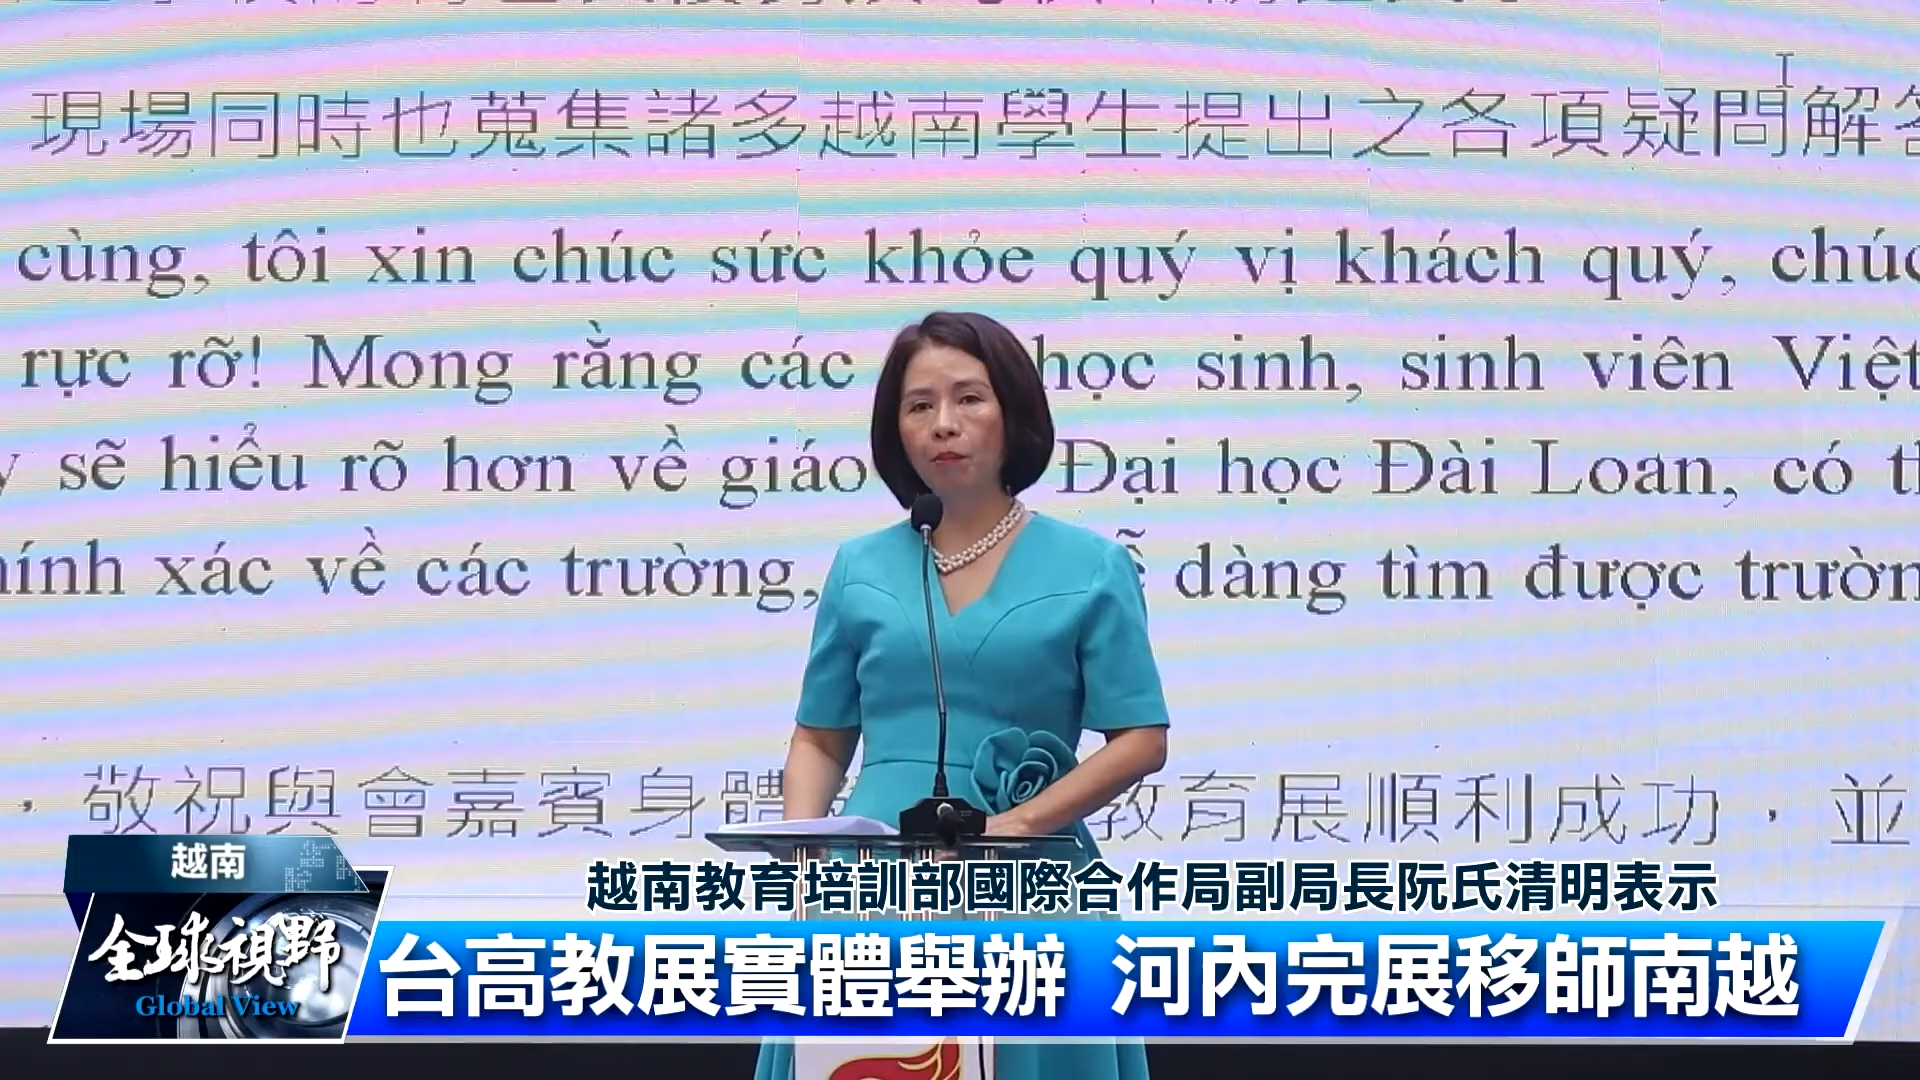 現場同時也蒐集諸多越南學生提出之各項疑問解答
cùng, tôi xin chúc sức khỏe quý vị khách quý, chúc
rực rỡ! Mong rằng các học sinh, sinh viên Việt
sẽ hiểu rõ hơn về giáo Đại học Đài Loan, có th
hính xác về các trường, dàng tìm được trườn
，敬祝與會嘉賓身體 教育展順利成功，並
越南
越南教育培訓部國際合作局副局長阮氏清明表示
全球視野
Global View
台高教展實體舉辦 河內完展移師南越